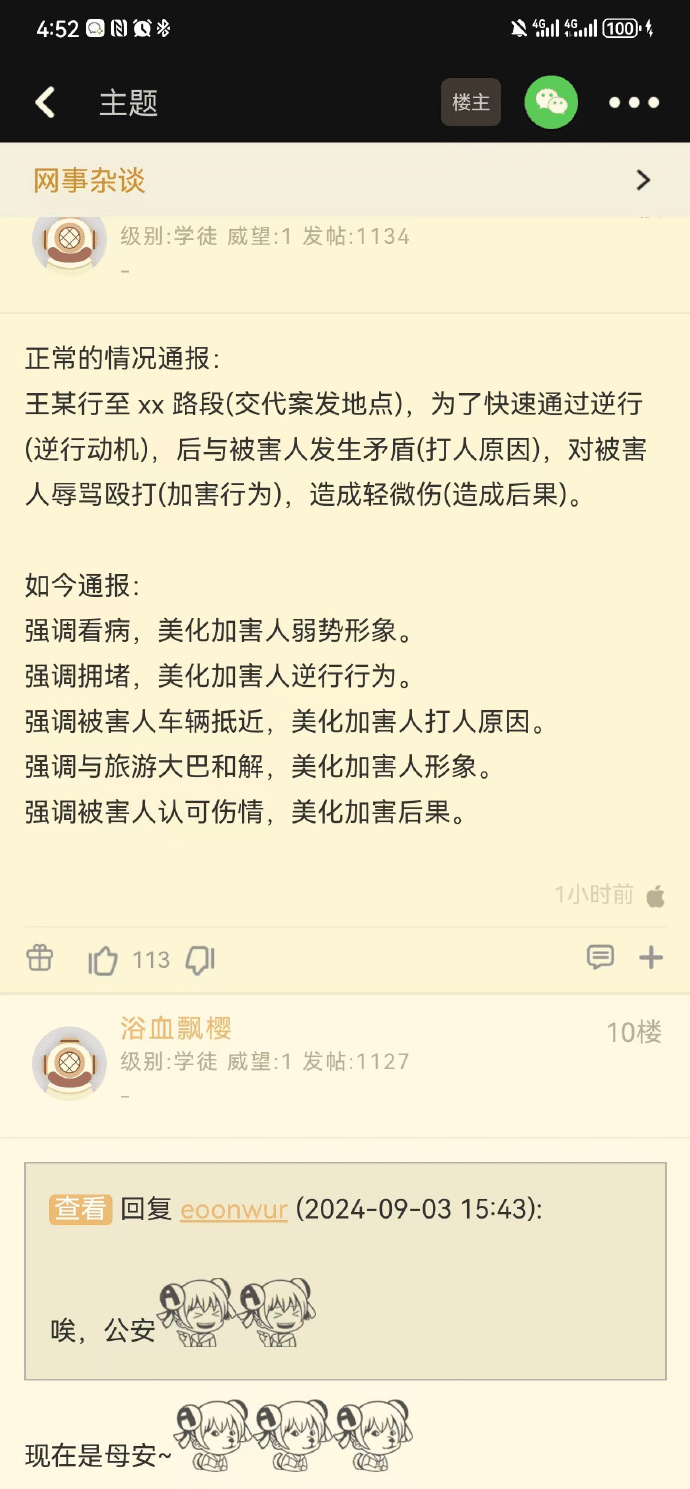 4:52
4G 4G 100
主题
楼主
网事杂谈
级别:学徒 威望:1 发帖:1134
-
正常的情况通报：
王某行至 xx 路段(交代案发地点)，为了快速通过逆行
(逆行动机)，后与被害人发生矛盾(打人原因)，对被害
人辱骂殴打(加害行为)，造成轻微伤(造成后果)。
如今通报：
强调看病，美化加害人弱势形象。
强调拥堵，美化加害人逆行行为。
强调被害人车辆抵近，美化加害人打人原因。
强调与旅游大巴和解，美化加害人形象。
强调被害人认可伤情，美化加害后果。
1小时前
113
浴血飘樱
10楼
级别:学徒 威望:1 发帖:1127
-
查看 回复 eoonwur (2024-09-03 15:43):
唉，公安
现在是母安~